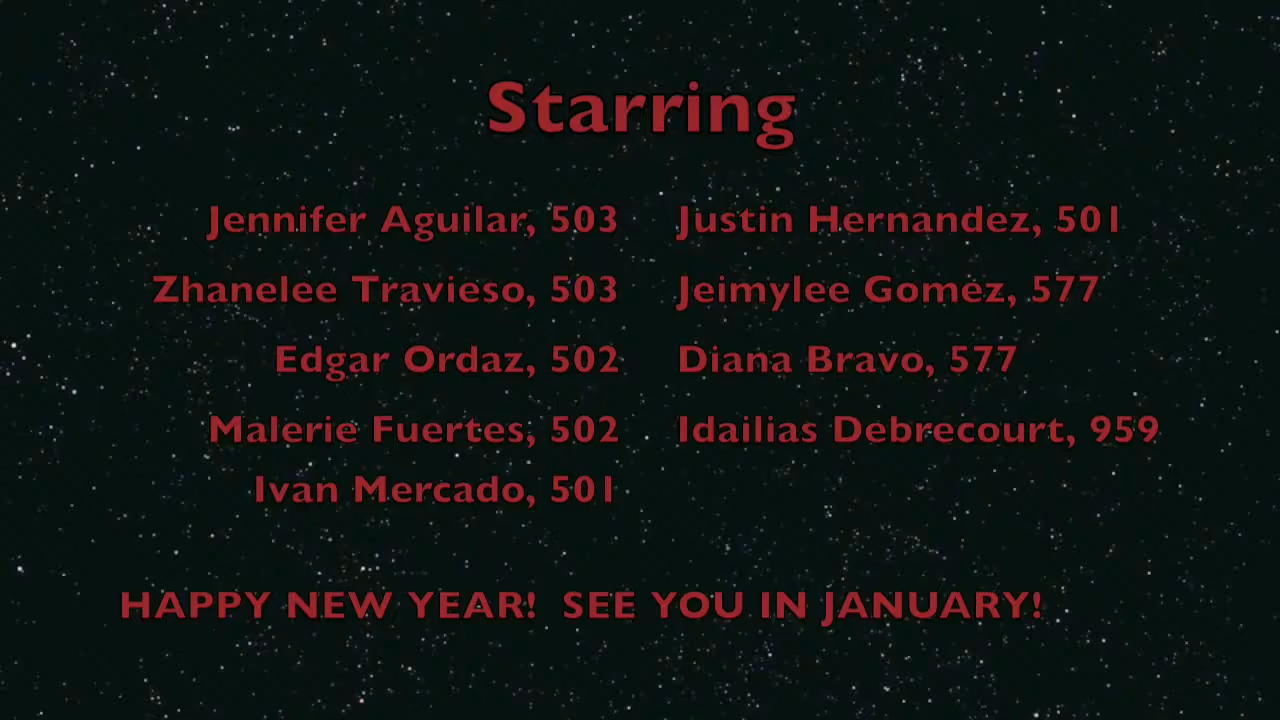 Starring
Jennifer Aguilar, 503
Zhanelee Travieso, 503
Edgar Ordaz, 502
Malerie Fuertes, 502
Ivan Mercado, 501
Justin Hernandez, 501
Jeimylee Gomez, 577
Diana Bravo, 577
Idailias Debrecourt, 959
HAPPY NEW YEAR!  SEE YOU IN JANUARY!